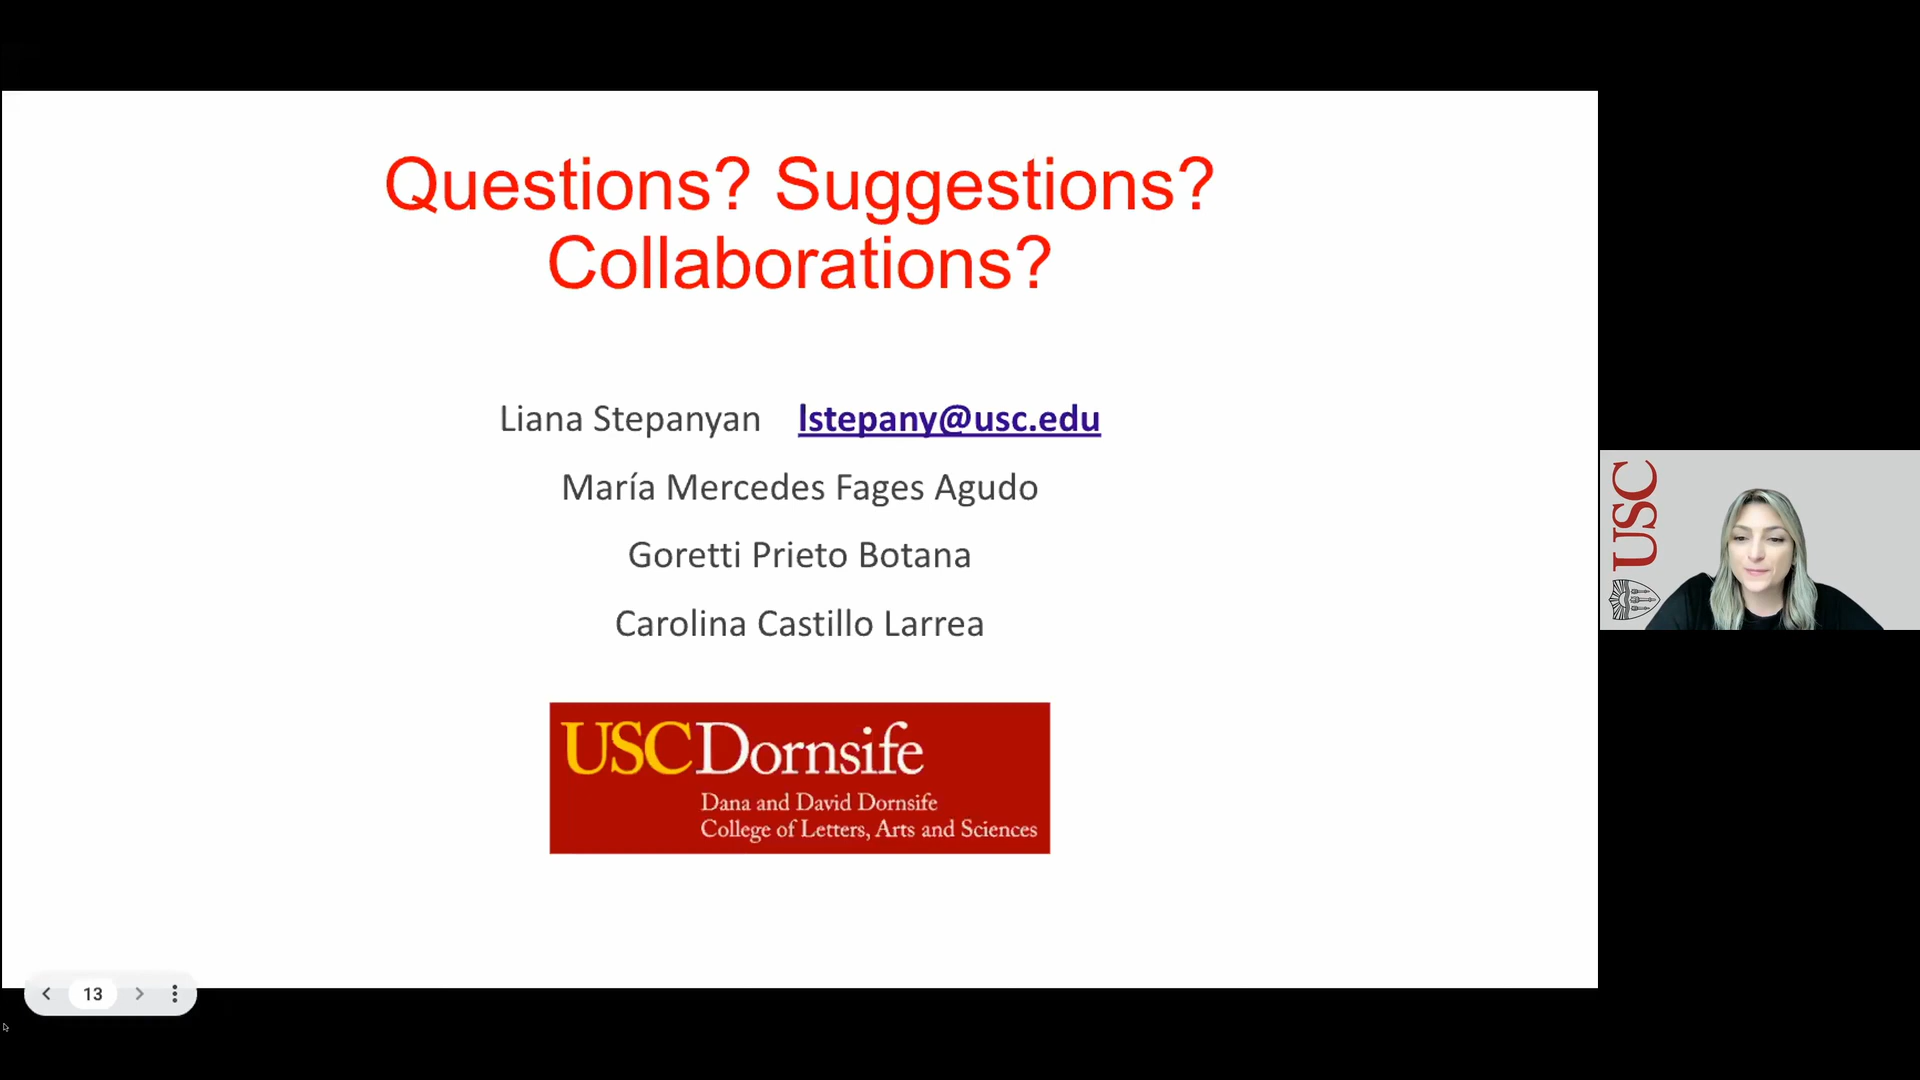 Questions? Suggestions?
Collaborations?
Liana Stepanyan lstepany@usc.edu
María Mercedes Fages Agudo
Goretti Prieto Botana
Carolina Castillo Larrea
USCDornsife
Dana and David Dornsife
College of Letters, Arts and Sciences
USC
13